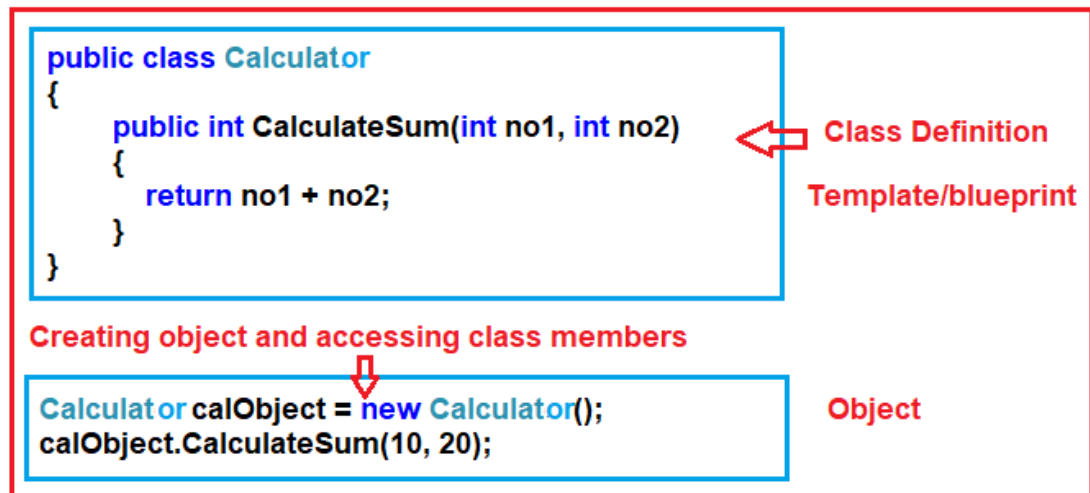 public class Calculator
{
public int CalculateSum(int no1, int no2)
{
return no1 + no2;
}
}
Class Definition
Template/blueprint
Creating object and accessing class members
Calculator calObject = new Calculator();
calObject.CalculateSum(10, 20);
Object